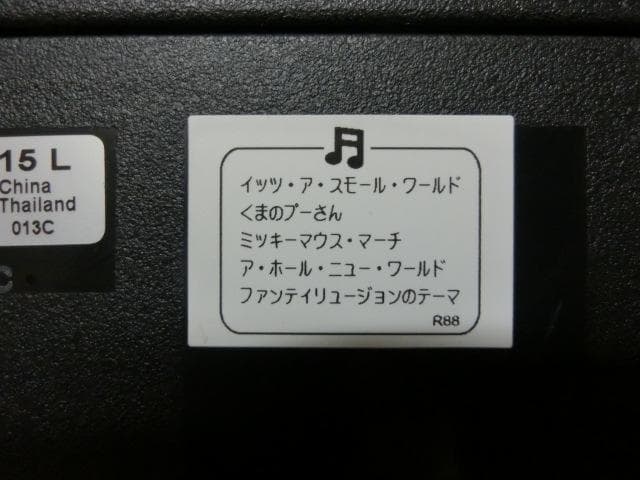 15 L
China
Thailand
013C
C
イッツ・ア・スモール・ワールド
くまのプーさん
ミッキーマウス・マーチ
ア・ホール・ニュー・ワールド
ファンテイリュージョンのテーマ
R88